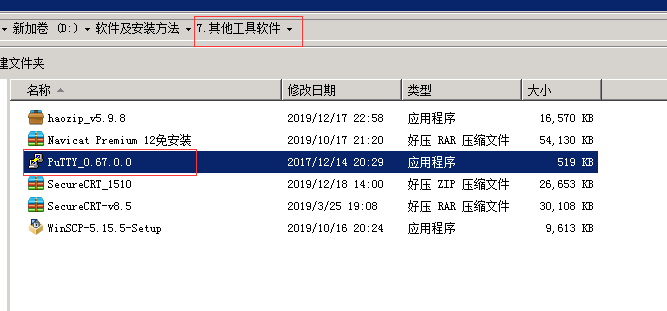 新加卷 (D:) 软件及安装方法 7.其他工具软件
建文件夹
名称 修改日期 类型 大小
haozip_v5.9.8 2019/12/17 22:58 应用程序 16,570 KB
Navicat Premium 12免安装 2019/10/17 21:20 好压 RAR 压缩文件 54,130 KB
PuTTY_0.67.0.0 2017/12/14 20:29 应用程序 519 KB
SecureCRT_1510 2019/12/18 14:00 好压 ZIP 压缩文件 26,653 KB
SecureCRT-v8.5 2019/3/25 19:08 好压 RAR 压缩文件 30,108 KB
WinSCP-5.15.5-Setup 2019/10/16 20:24 应用程序 9,613 KB